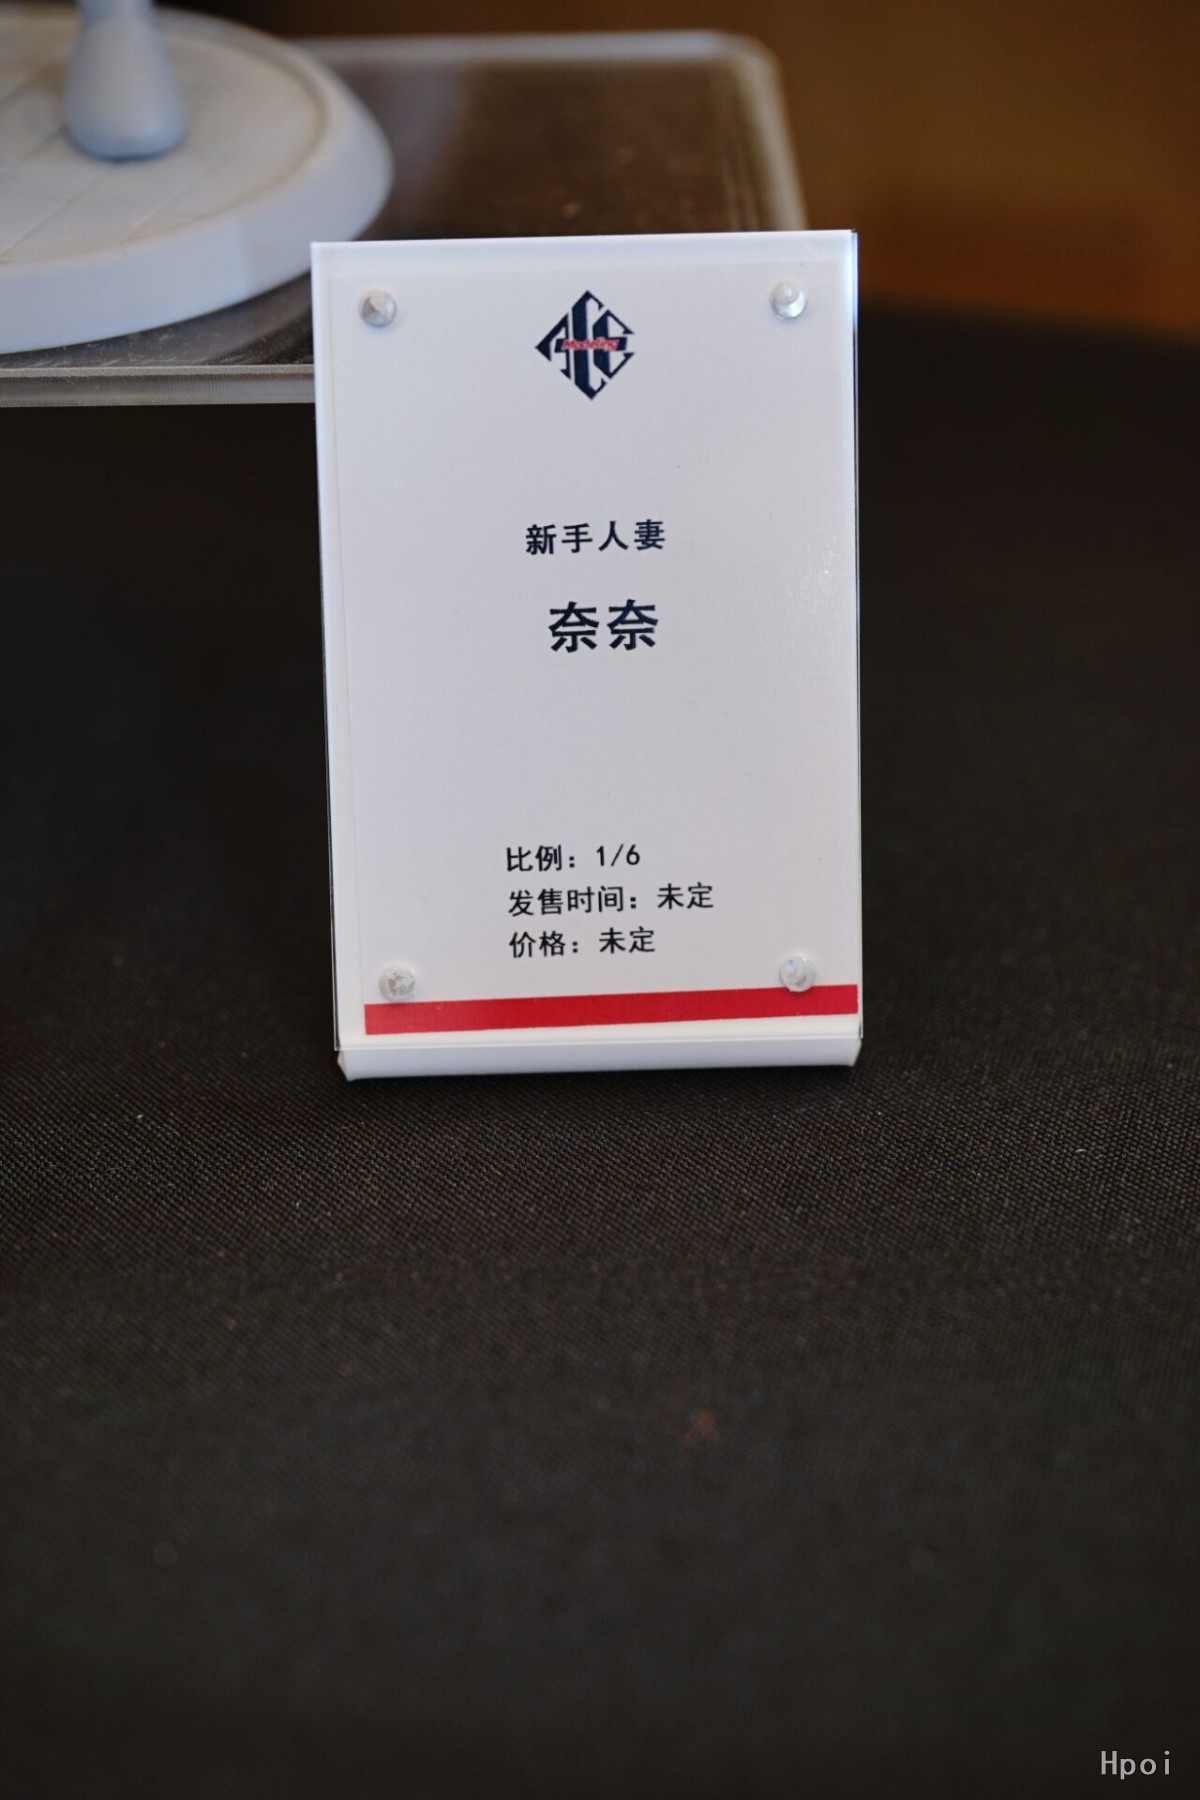 Modeling
新手人妻
奈奈
比例：1/6
发售时间：未定
价格：未定
Hpoi